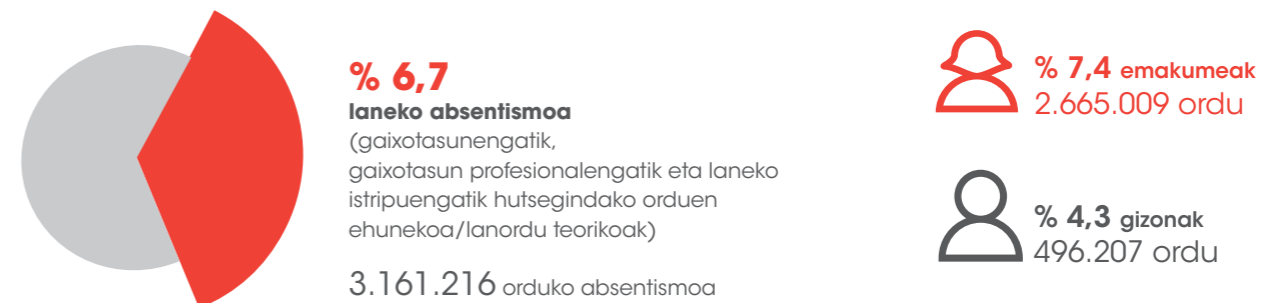 % 6,7
laneko absentismoa
(gaixotasunengatik,
gaixotasun profesionalengatik eta laneko
istripuengatik hutsegindako orduen
ehunekoa/lanordu teorikoak)
3.161.216 orduko absentismoa
% 7,4 emakumeak
2.665.009 ordu
% 4,3 gizonak
496.207 ordu